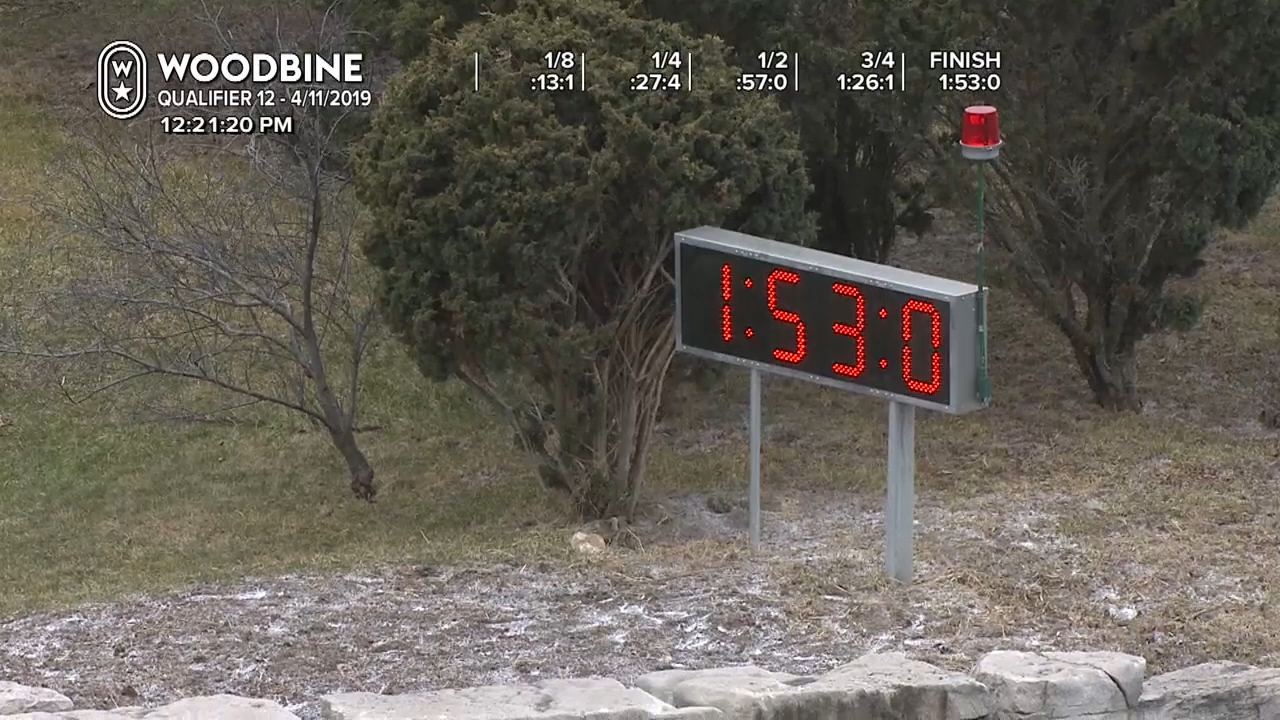 W
WOODBINE
QUALIFIER 12 - 4/11/2019
12:21:20 PM
1/8 1/4 1/2 3/4 FINISH
:13:1 :27:4 :57:0 1:26:1 1:53:0
1:53:0